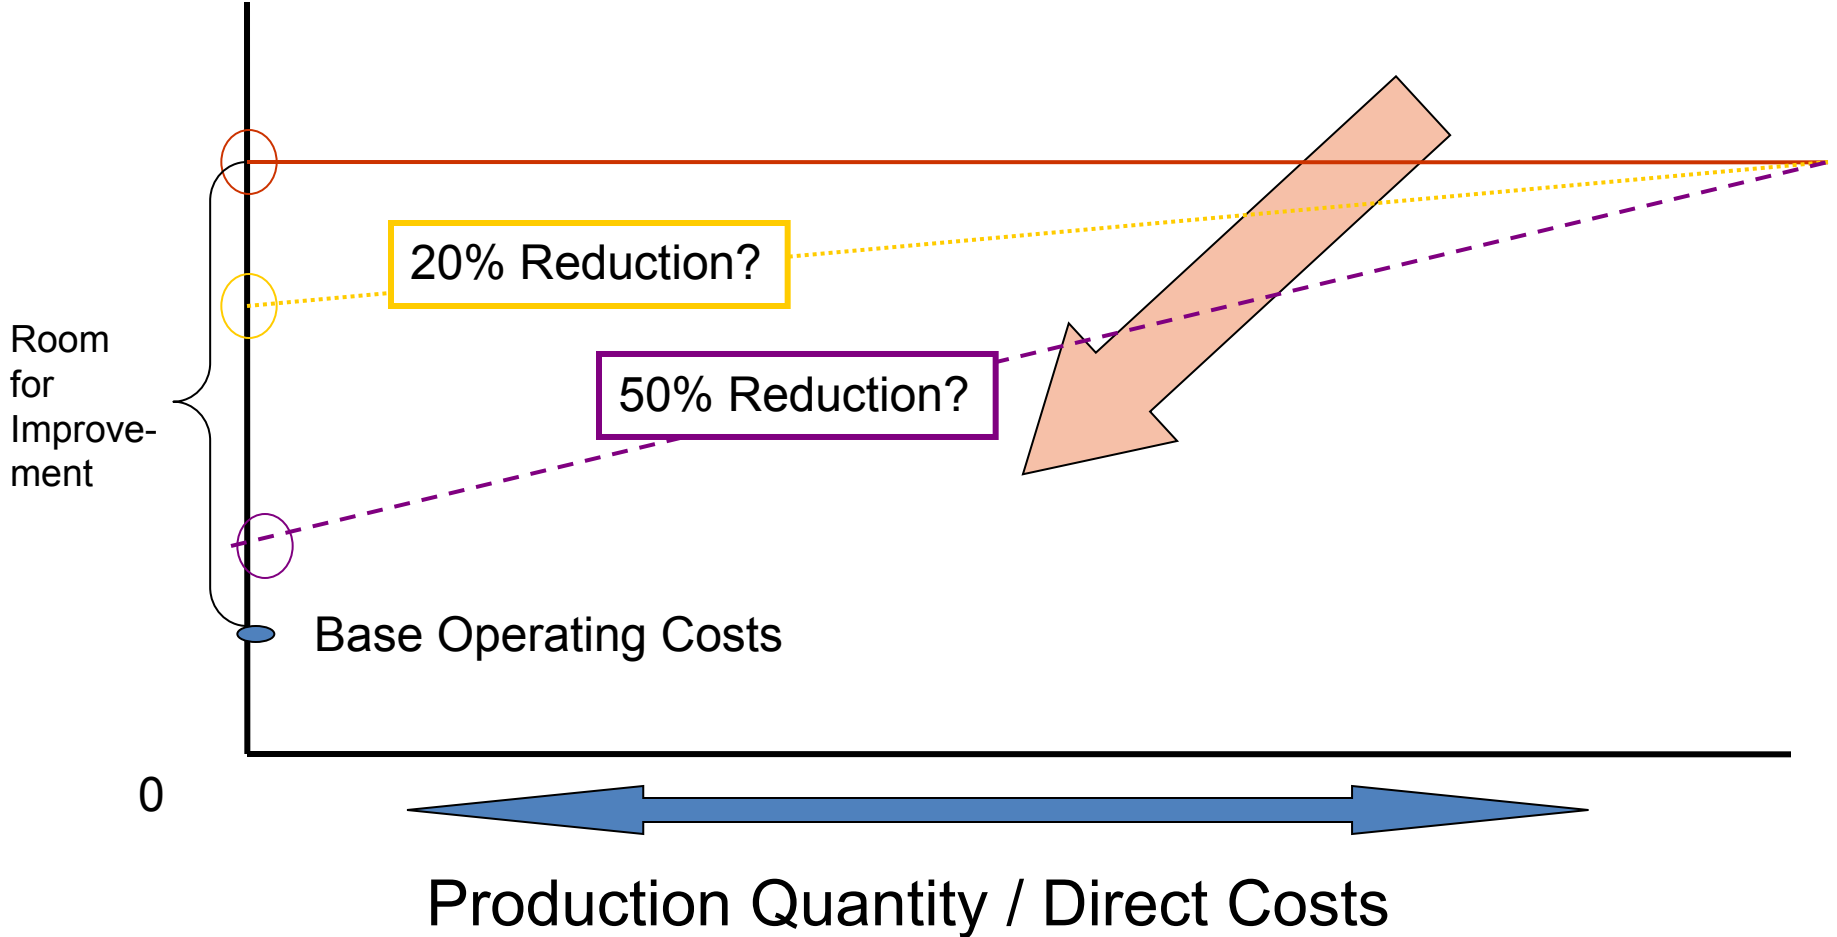 20% Reduction?
Room
for
Improve-
ment
50% Reduction?
Base Operating Costs
0
Production Quantity / Direct Costs